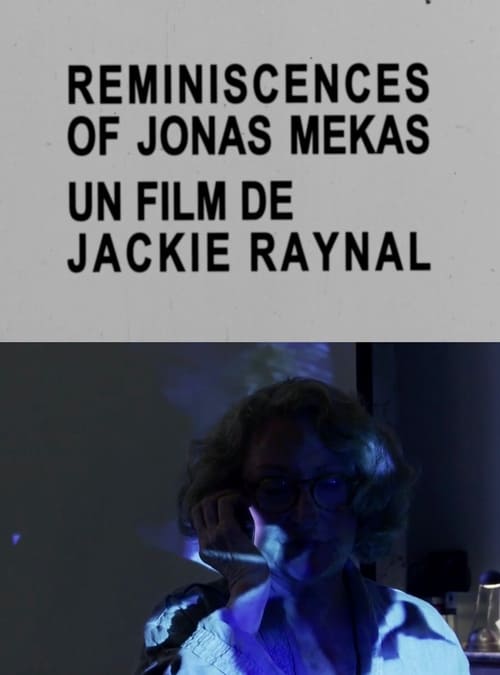 REMINISCENCES
OF JONAS MEKAS
UN FILM DE
JACKIE RAYNAL